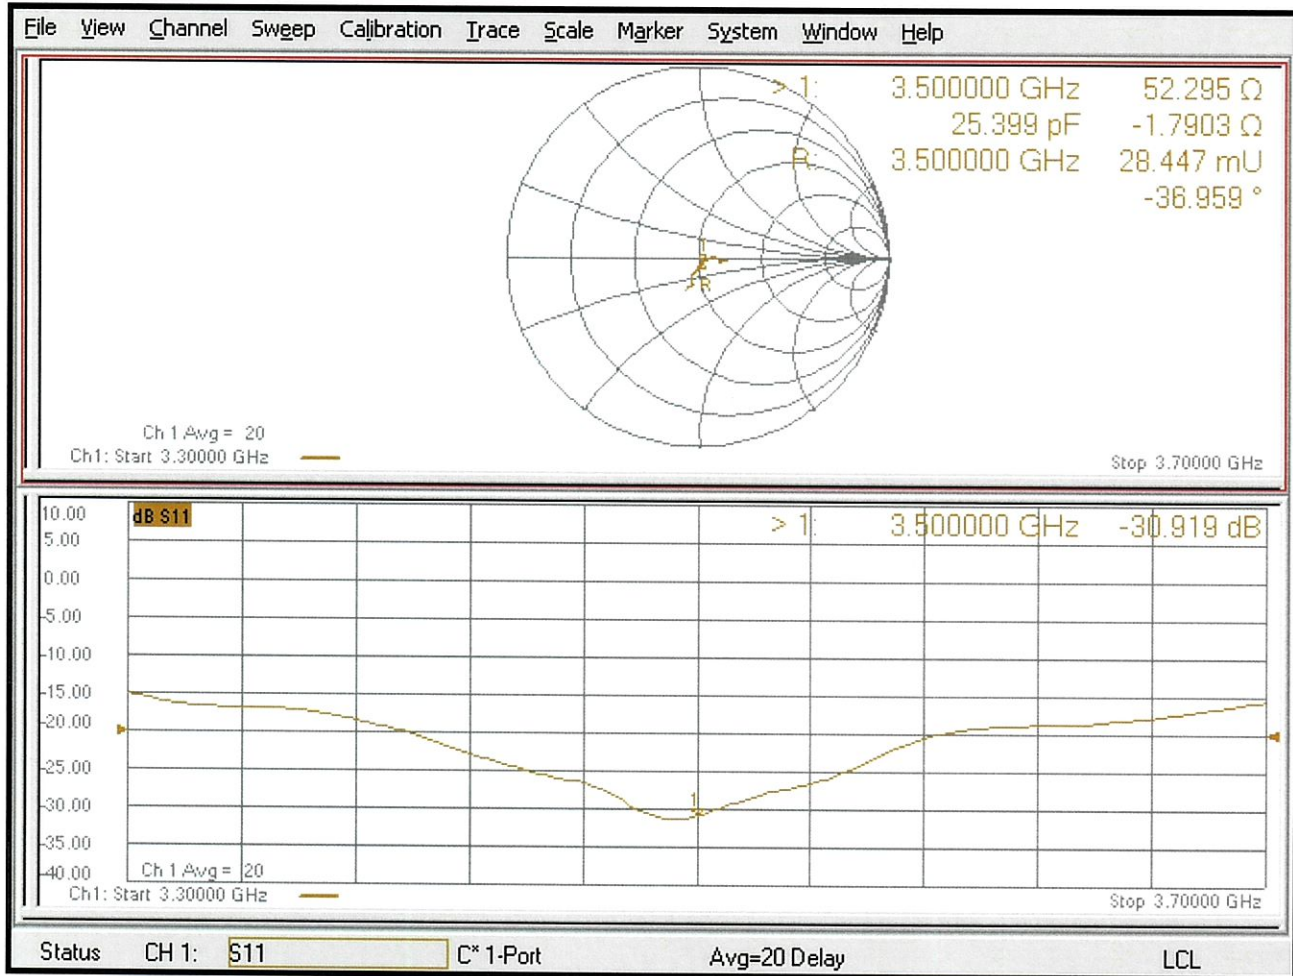 File View Channel Sweep Calibration Trace Scale Marker System Window Help
> 1: 3.500000 GHz 52.295 Ω
25.399 pF -1.7903 Ω
R: 3.500000 GHz 28.447 mU
-36.959 °
1
R
Ch 1 Avg = 20
Ch1: Start 3.30000 GHz Stop 3.70000 GHz
10.00 dB S11 > 1: 3.500000 GHz -30.919 dB
5.00
0.00
-5.00
-10.00
-15.00
-20.00
-25.00
-30.00 1
-35.00
-40.00 Ch 1 Avg = 20
Ch1: Start 3.30000 GHz Stop 3.70000 GHz
Status CH 1: S11 C* 1-Port Avg=20 Delay LCL